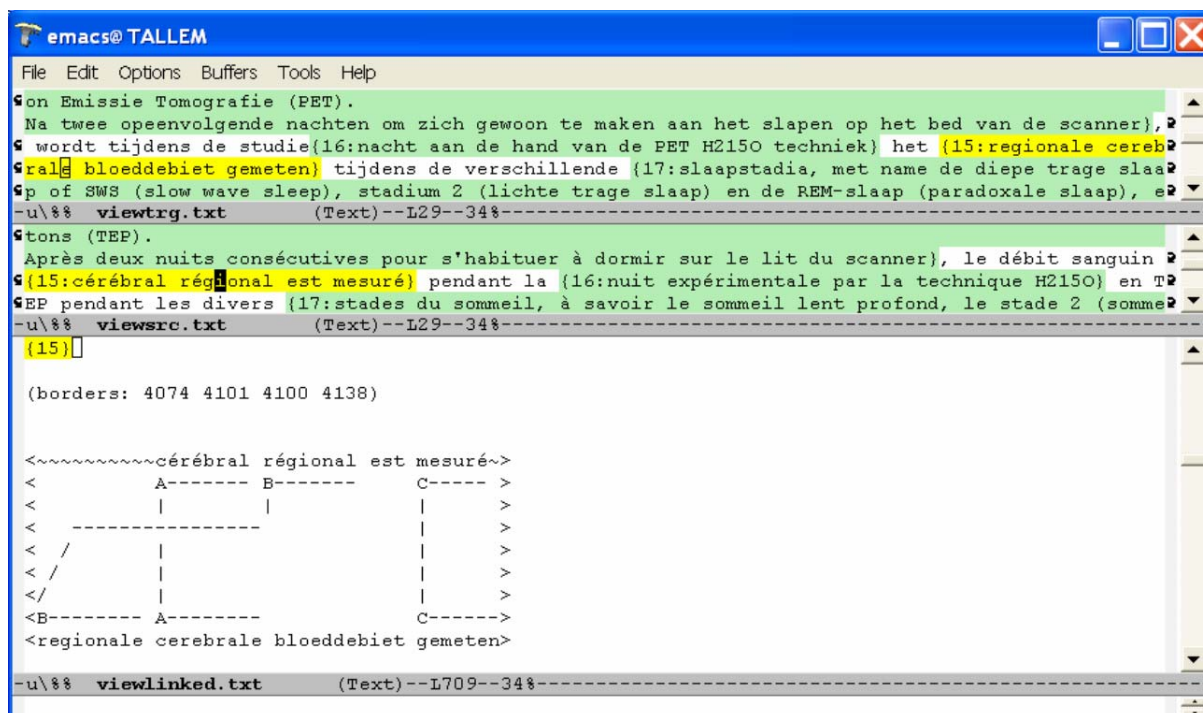 emacs@TALLEM
File Edit Options Buffers Tools Help
on Emissie Tomografie (PET).
Na twee opeenvolgende nachten om zich gewoon te maken aan het slapen op het bed van de scanner},
wordt tijdens de studie{16:nacht aan de hand van de PET H215O techniek} het {15:regionale cereb
rale bloeddebiet gemeten} tijdens de verschillende {17:slaapstadia, met name de diepe trage slaa
p of SWS (slow wave sleep), stadium 2 (lichte trage slaap) en de REM-slaap (paradoxale slaap), e
-u\%% viewtrg.txt (Text)--L29--34%--------------------------------------------------------
tons (TEP).
Après deux nuits consécutives pour s'habituer à dormir sur le lit du scanner}, le débit sanguin
{15:cérébral régional est mesuré} pendant la {16:nuit expérimentale par la technique H215O} en T
EP pendant les divers {17:stades du sommeil, à savoir le sommeil lent profond, le stade 2 (somme
-u\%% viewsrc.txt (Text)--L29--34%--------------------------------------------------------
{15}
(borders: 4074 4101 4100 4138)
<~~~~~~~~~~cérébral régional est mesuré~>
<          A------- B-------     C----- >
<          |        |            |      >
<   ----------------             |      >
<  /       |                     |      >
< /        |                     |      >
</         |                     |      >
<B-------- A--------             C------>
<regionale cerebrale bloeddebiet gemeten>
-u\%% viewlinked.txt (Text)--L709--34%--------------------------------------------------------